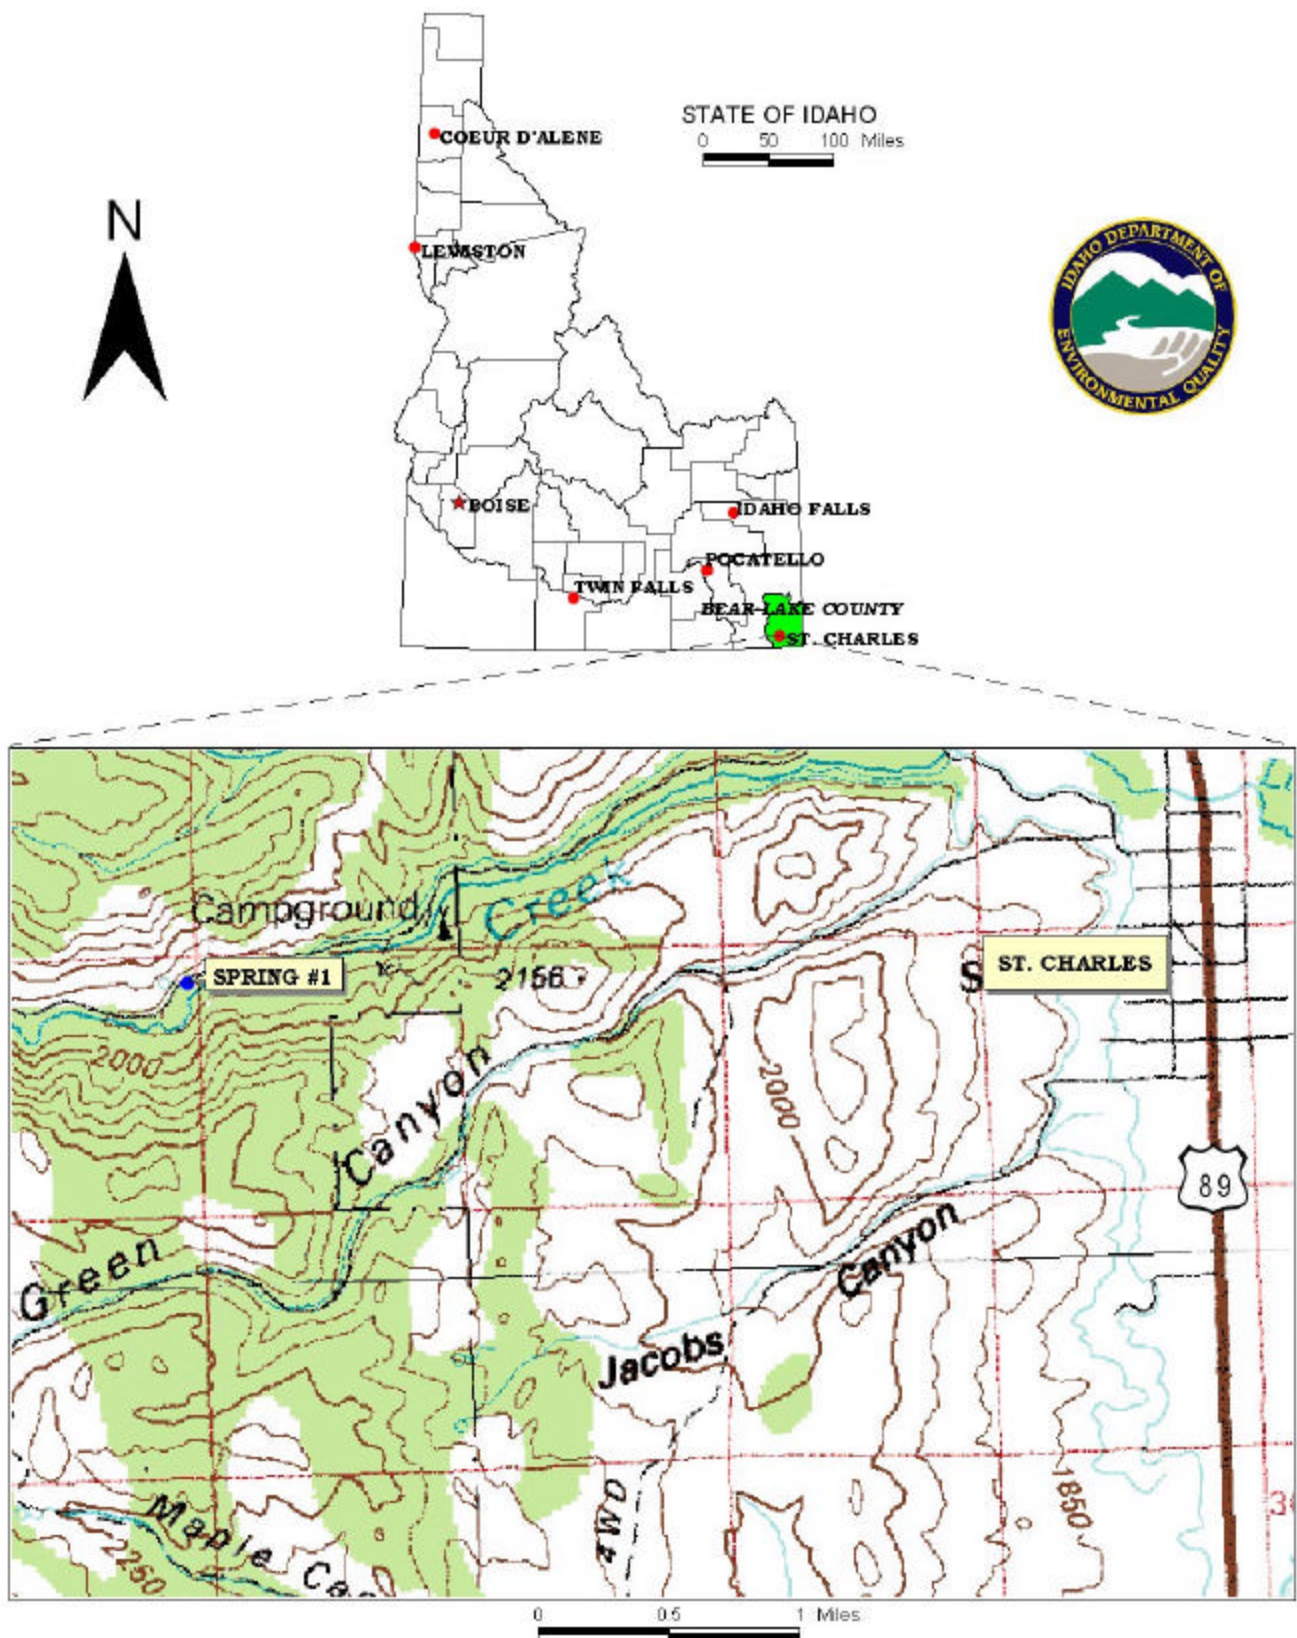 STATE OF IDAHO
0 50 100 Miles
COEUR D'ALENE
N
LEWISTON
IDAHO DEPARTMENT OF
ENVIRONMENTAL QUALITY
BOISE
IDAHO FALLS
POCATELLO
TWIN FALLS
BEAR LAKE COUNTY
ST. CHARLES
Campground
Creek
SPRING #1
2156
S
ST. CHARLES
2000
Canyon
2000
89
Green
Canyon
Jacobs
1850
4WD
Maple
2250
0 0.5 1 Miles